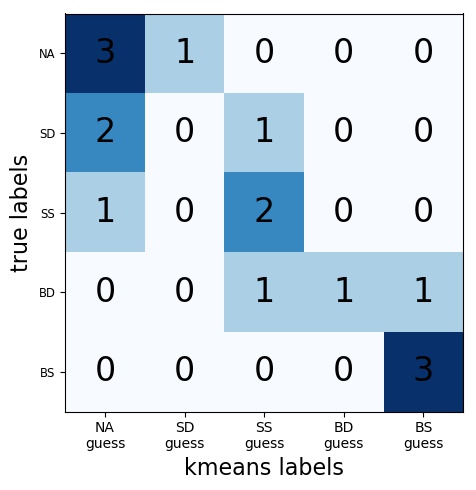 NA 3 1 0 0 0
SD 2 0 1 0 0
SS 1 0 2 0 0
BD 0 0 1 1 1
BS 0 0 0 0 3
true labels
NA SD SS BD BS
guess guess guess guess guess
kmeans labels